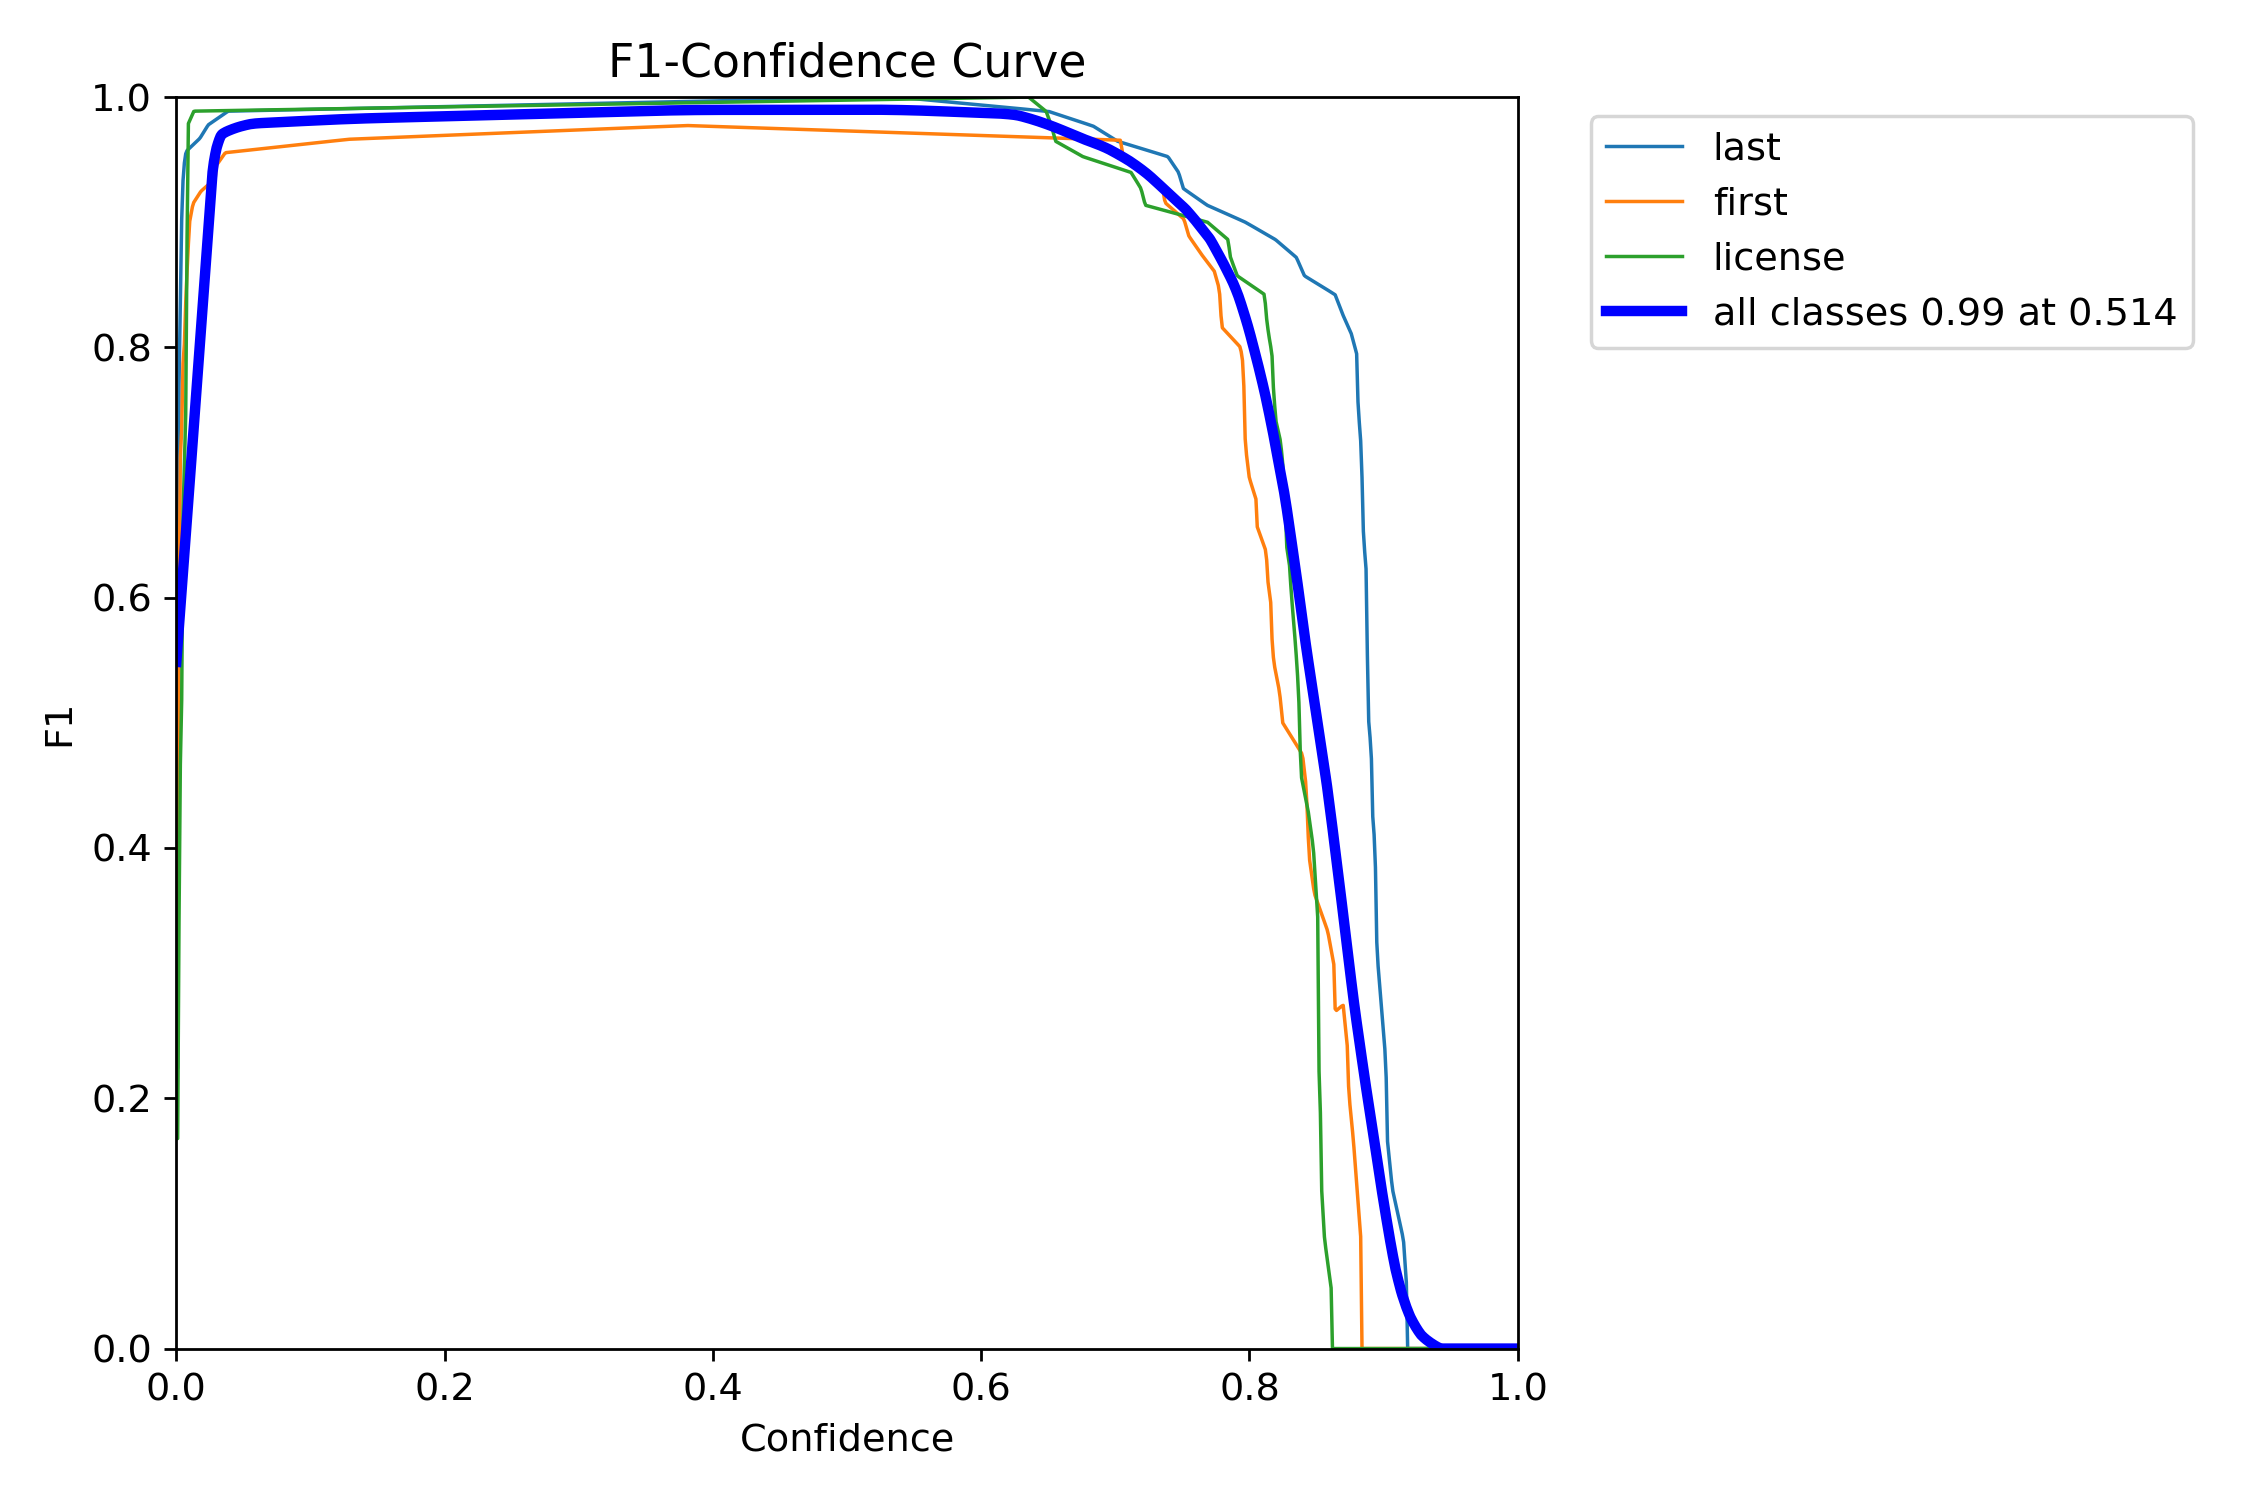 F1-Confidence Curve
1.0
0.8
0.6
0.4
0.2
0.0
F1
0.0 0.2 0.4 0.6 0.8 1.0
Confidence
last
first
license
all classes 0.99 at 0.514